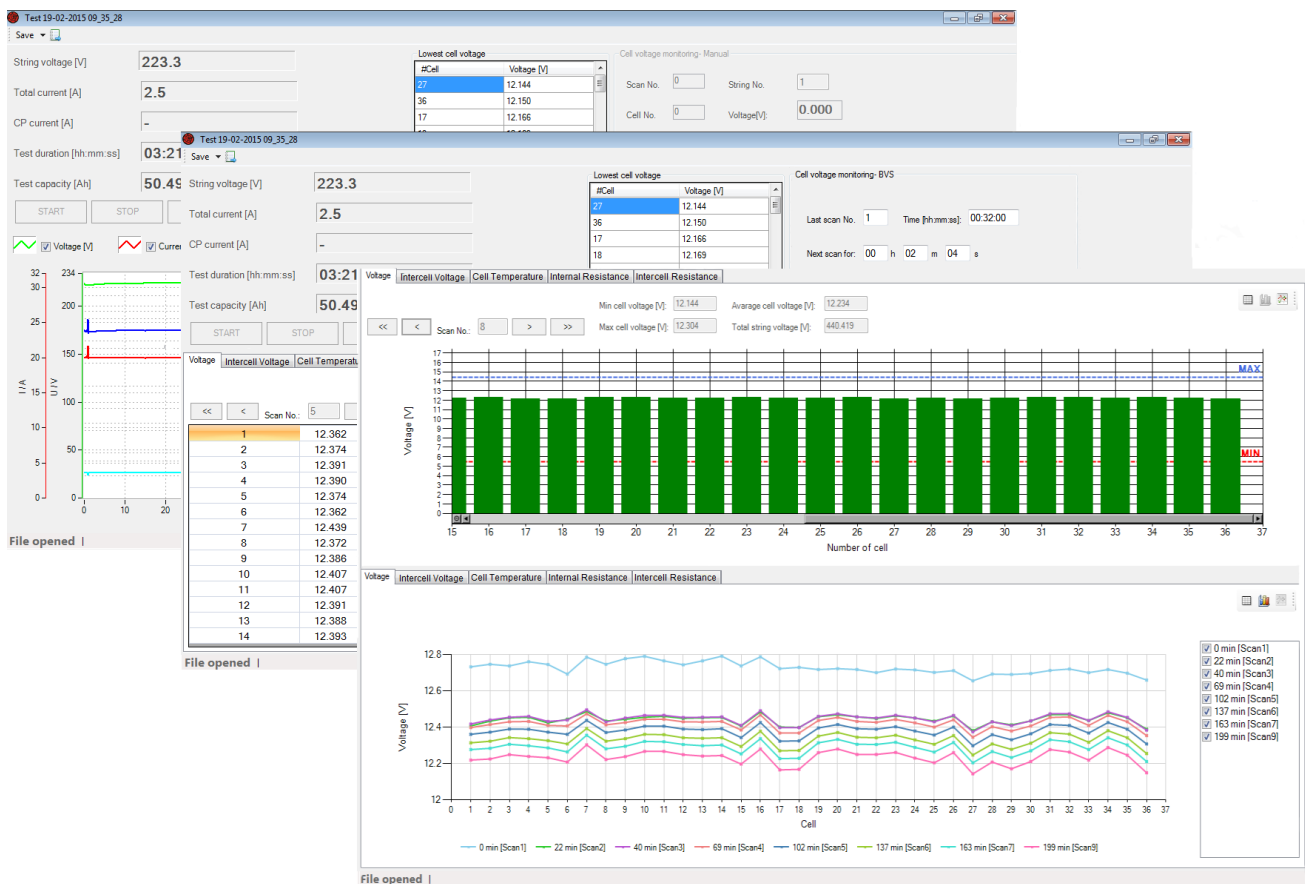 Test 19-02-2015 09_35_28
Save
String voltage [V] 223.3
Total current [A] 2.5
CP current [A] -
Test duration [hh:mm:ss] 03:21
Test capacity [Ah] 50.49
START STOP
Voltage [V] Curre
Lowest cell voltage
#Cell Voltage [V]
27 12.144
36 12.150
17 12.166
Cell voltage monitoring- Manual
Scan No. 0 String No. 1
Cell No. 0 Voltage[V]: 0.000
32 234
30
25 200
20 150
15 100
10 50
5
0 0
I / A U / V
0 10 20
File opened |
Test 19-02-2015 09_35_28
Save
String voltage [V] 223.3
Total current [A] 2.5
CP current [A] -
Test duration [hh:mm:ss] 03:21
Test capacity [Ah] 50.49
START STOP
Lowest cell voltage
#Cell Voltage [V]
27 12.144
36 12.150
17 12.166
18 12.169
Cell voltage monitoring- BVS
Last scan No. 1 Time [hh:mm:ss]: 00:32:00
Next scan for: 00 h 02 m 04 s
Voltage Intercell Voltage Cell Temperatu
<< < Scan No.: 5
1 12.362
2 12.374
3 12.391
4 12.390
5 12.374
6 12.362
7 12.439
8 12.372
9 12.386
10 12.407
11 12.407
12 12.391
13 12.388
14 12.393
File opened |
Voltage Intercell Voltage Cell Temperature Internal Resistance Intercell Resistance
Min cell voltage [V]: 12.144 Avarage cell voltage [V]: 12.234
<< < Scan No.: 8 > >> Max cell voltage [V]: 12.304 Total string voltage [V]: 440.419
17
16
15
14
13
12
11
10
9
8
7
6
5
4
3
2
1
0
Voltage [V]
MAX
MIN
15 16 17 18 19 20 21 22 23 24 25 26 27 28 29 30 31 32 33 34 35 36 37
Number of cell
Voltage Intercell Voltage Cell Temperature Internal Resistance Intercell Resistance
12.8
12.6
12.4
12.2
12
Voltage [V]
0 1 2 3 4 5 6 7 8 9 10 11 12 13 14 15 16 17 18 19 20 21 22 23 24 25 26 27 28 29 30 31 32 33 34 35 36 37
Cell
0 min [Scan1] 22 min [Scan2] 40 min [Scan3] 69 min [Scan4] 102 min [Scan5] 137 min [Scan6] 163 min [Scan7] 199 min [Scan9]
0 min [Scan1]
22 min [Scan2]
40 min [Scan3]
69 min [Scan4]
102 min [Scan5]
137 min [Scan6]
163 min [Scan7]
199 min [Scan9]
File opened |